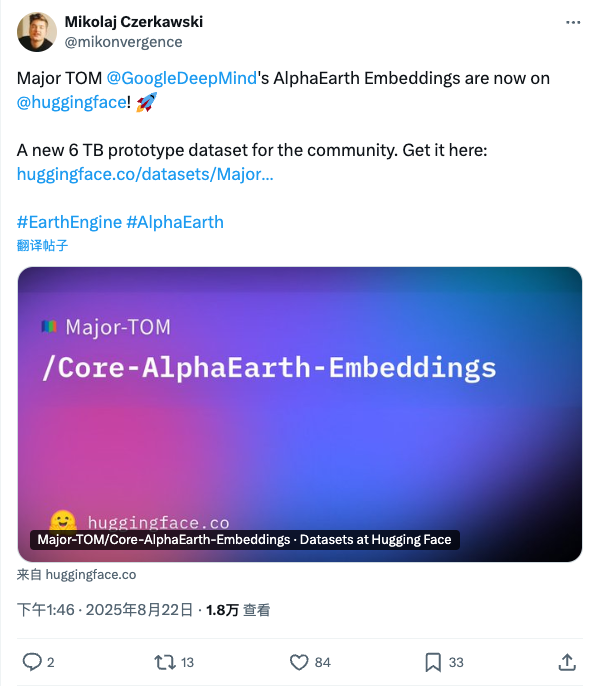 Mikolaj Czerkawski
@mikonvergence
Major TOM @GoogleDeepMind's AlphaEarth Embeddings are now on
@huggingface! 🚀
A new 6 TB prototype dataset for the community. Get it here:
huggingface.co/datasets/Major...
#EarthEngine #AlphaEarth
翻译帖子
Major-TOM
/Core-AlphaEarth-Embeddings
huggingface.co
Major-TOM/Core-AlphaEarth-Embeddings · Datasets at Hugging Face
来自 huggingface.co
下午1:46 · 2025年8月22日 · 1.8万 查看
2 13 84 33